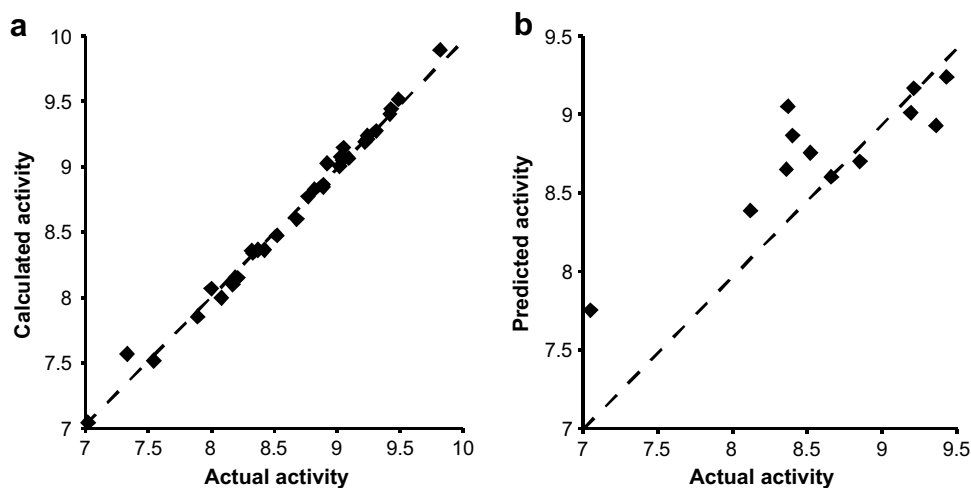 a
Calculated activity
10
9.5
9
8.5
8
7.5
7
7 7.5 8 8.5 9 9.5 10
Actual activity
b
Predicted activity
9.5
9
8.5
8
7.5
7
7 7.5 8 8.5 9 9.5
Actual activity